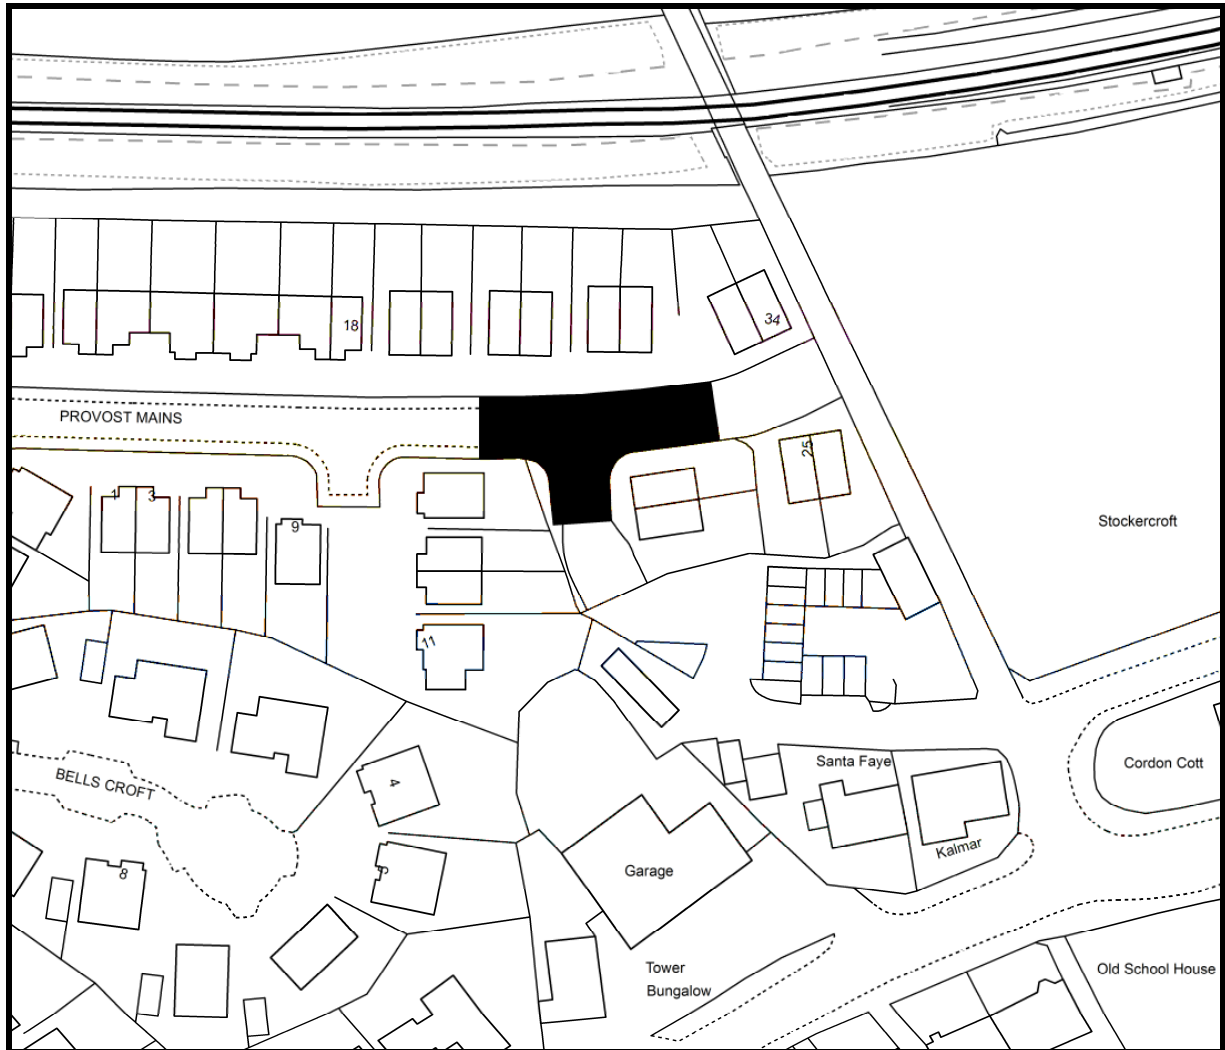 18
34
PROVOST MAINS
25
1
3
9
Stockercroft
11
Santa Faye
Cordon Cott
BELLS CROFT
4
Kalmar
8
5
Garage
Tower
Bungalow
Old School House